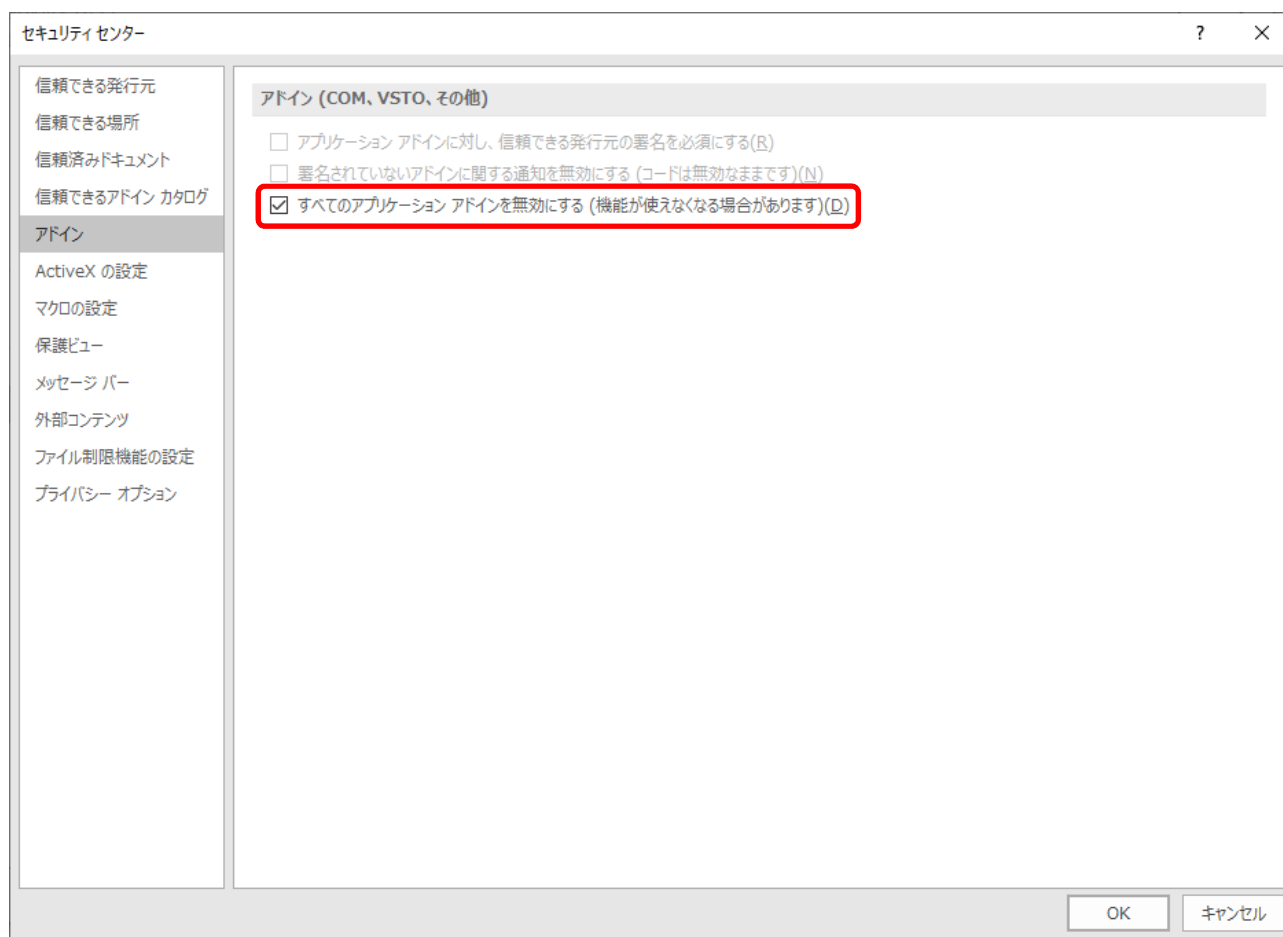 セキュリティ センター
?
信頼できる発行元
信頼できる場所
信頼済みドキュメント
信頼できるアドイン カタログ
アドイン
ActiveX の設定
マクロの設定
保護ビュー
メッセージ バー
外部コンテンツ
ファイル制限機能の設定
プライバシー オプション
アドイン (COM、VSTO、その他)
アプリケーション アドインに対し、信頼できる発行元の署名を必須にする(R)
署名されていないアドインに関する通知を無効にする (コードは無効なままです)(N)
すべてのアプリケーション アドインを無効にする (機能が使えなくなる場合があります)(D)
OK
キャンセル